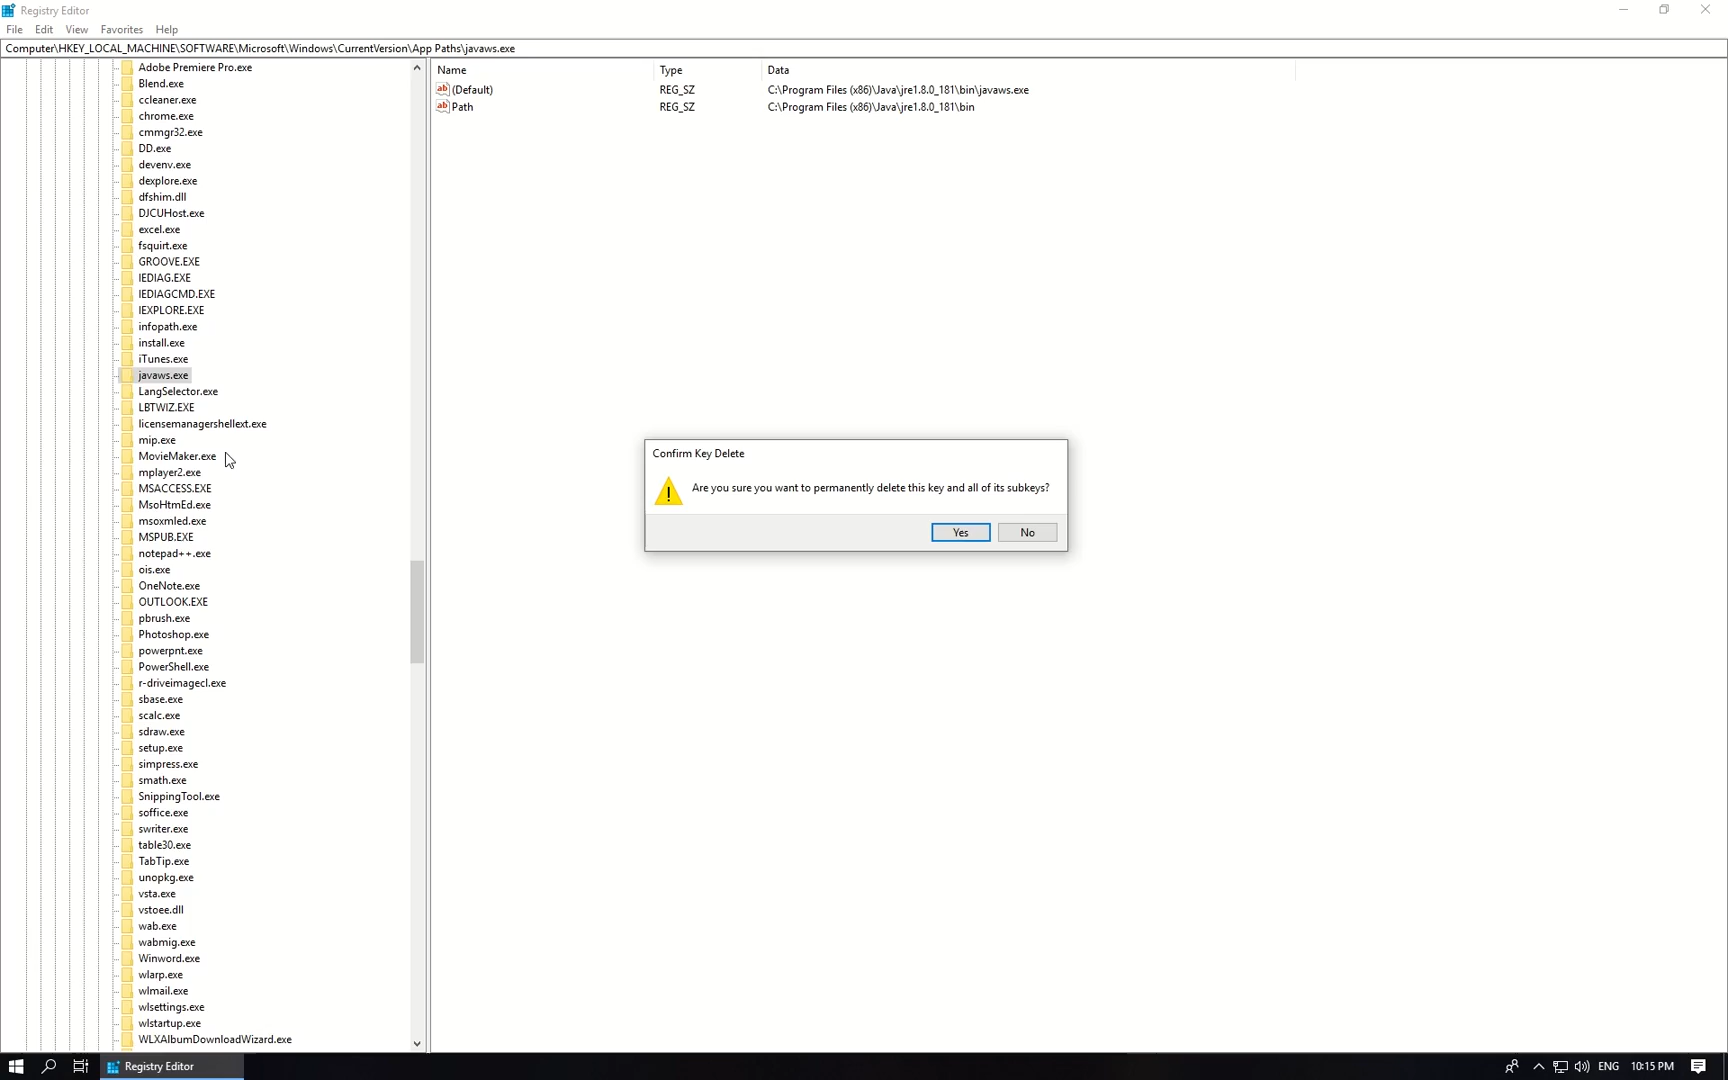 Registry Editor
File Edit View Favorites Help
Computer\HKEY_LOCAL_MACHINE\SOFTWARE\Microsoft\Windows\CurrentVersion\App Paths\javaws.exe
Adobe Premiere Pro.exe
Blend.exe
ccleaner.exe
chrome.exe
cmmgr32.exe
DD.exe
devenv.exe
dexplore.exe
dfshim.dll
DJCUHost.exe
excel.exe
fsquirt.exe
GROOVE.EXE
IEDIAG.EXE
IEDIAGCMD.EXE
IEXPLORE.EXE
infopath.exe
install.exe
iTunes.exe
javaws.exe
LangSelector.exe
LBTWIZ.EXE
licensemanagershellext.exe
mip.exe
MovieMaker.exe
mplayer2.exe
MSACCESS.EXE
MsoHtmEd.exe
msoxmled.exe
MSPUB.EXE
notepad++.exe
ois.exe
OneNote.exe
OUTLOOK.EXE
pbrush.exe
Photoshop.exe
powerpnt.exe
PowerShell.exe
r-driveimagecl.exe
sbase.exe
scalc.exe
sdraw.exe
setup.exe
simpress.exe
smath.exe
SnippingTool.exe
soffice.exe
swriter.exe
table30.exe
TabTip.exe
unopkg.exe
vsta.exe
vstoee.dll
wab.exe
wabmig.exe
Winword.exe
wlarp.exe
wlmail.exe
wlsettings.exe
wlstartup.exe
WLXAlbumDownloadWizard.exe
Name Type Data
ab (Default) REG_SZ C:\Program Files (x86)\Java\jre1.8.0_181\bin\javaws.exe
ab Path REG_SZ C:\Program Files (x86)\Java\jre1.8.0_181\bin
Confirm Key Delete
Are you sure you want to permanently delete this key and all of its subkeys?
Yes No
Registry Editor ENG 10:15 PM